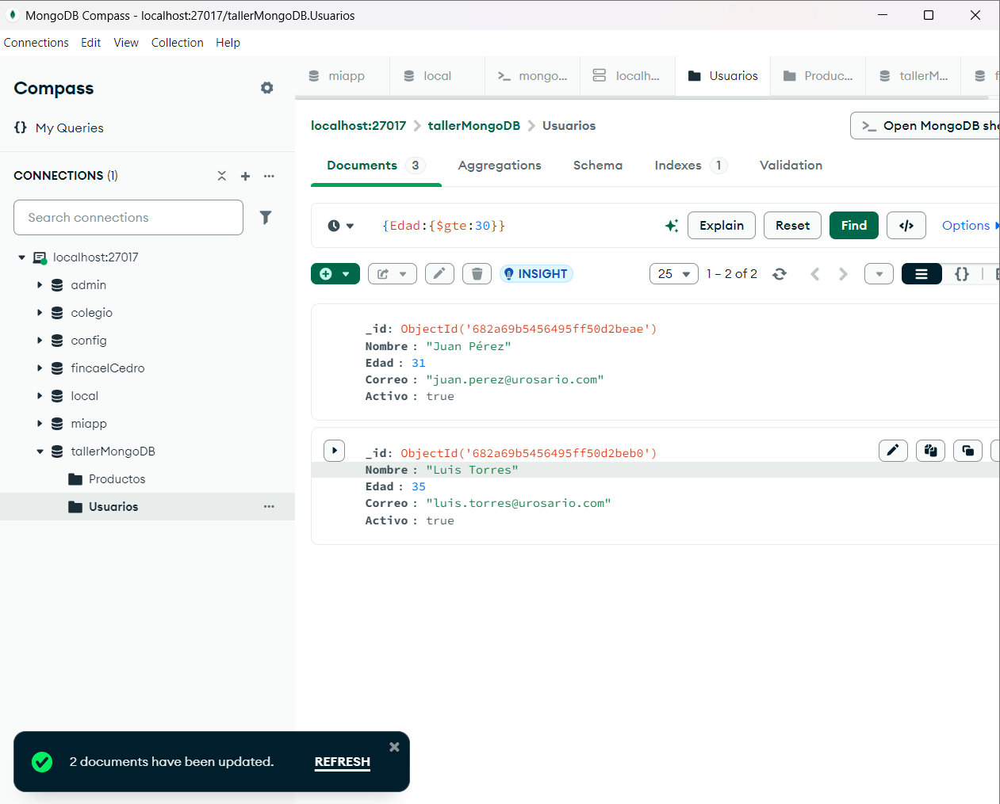 MongoDB Compass - localhost:27017/tallerMongoDB.Usuarios
Connections Edit View Collection Help
Compass
{} My Queries
CONNECTIONS (1)
Search connections
localhost:27017
admin
colegio
config
fincaelCedro
local
miapp
tallerMongoDB
Productos
Usuarios
miapp local mongo... localh... Usuarios Produc... tallerM... f
localhost:27017 > tallerMongoDB > Usuarios
>_ Open MongoDB she
Documents 3 Aggregations Schema Indexes 1 Validation
{Edad:{$gte:30}} Explain Reset Find </> Options
INSIGHT 25 1 – 2 of 2 {}
_id: ObjectId('682a69b5456495ff50d2beae')
Nombre : "Juan Pérez"
Edad : 31
Correo : "juan.perez@urosario.com"
Activo : true
_id: ObjectId('682a69b5456495ff50d2beb0')
Nombre : "Luis Torres"
Edad : 35
Correo : "luis.torres@urosario.com"
Activo : true
2 documents have been updated. REFRESH